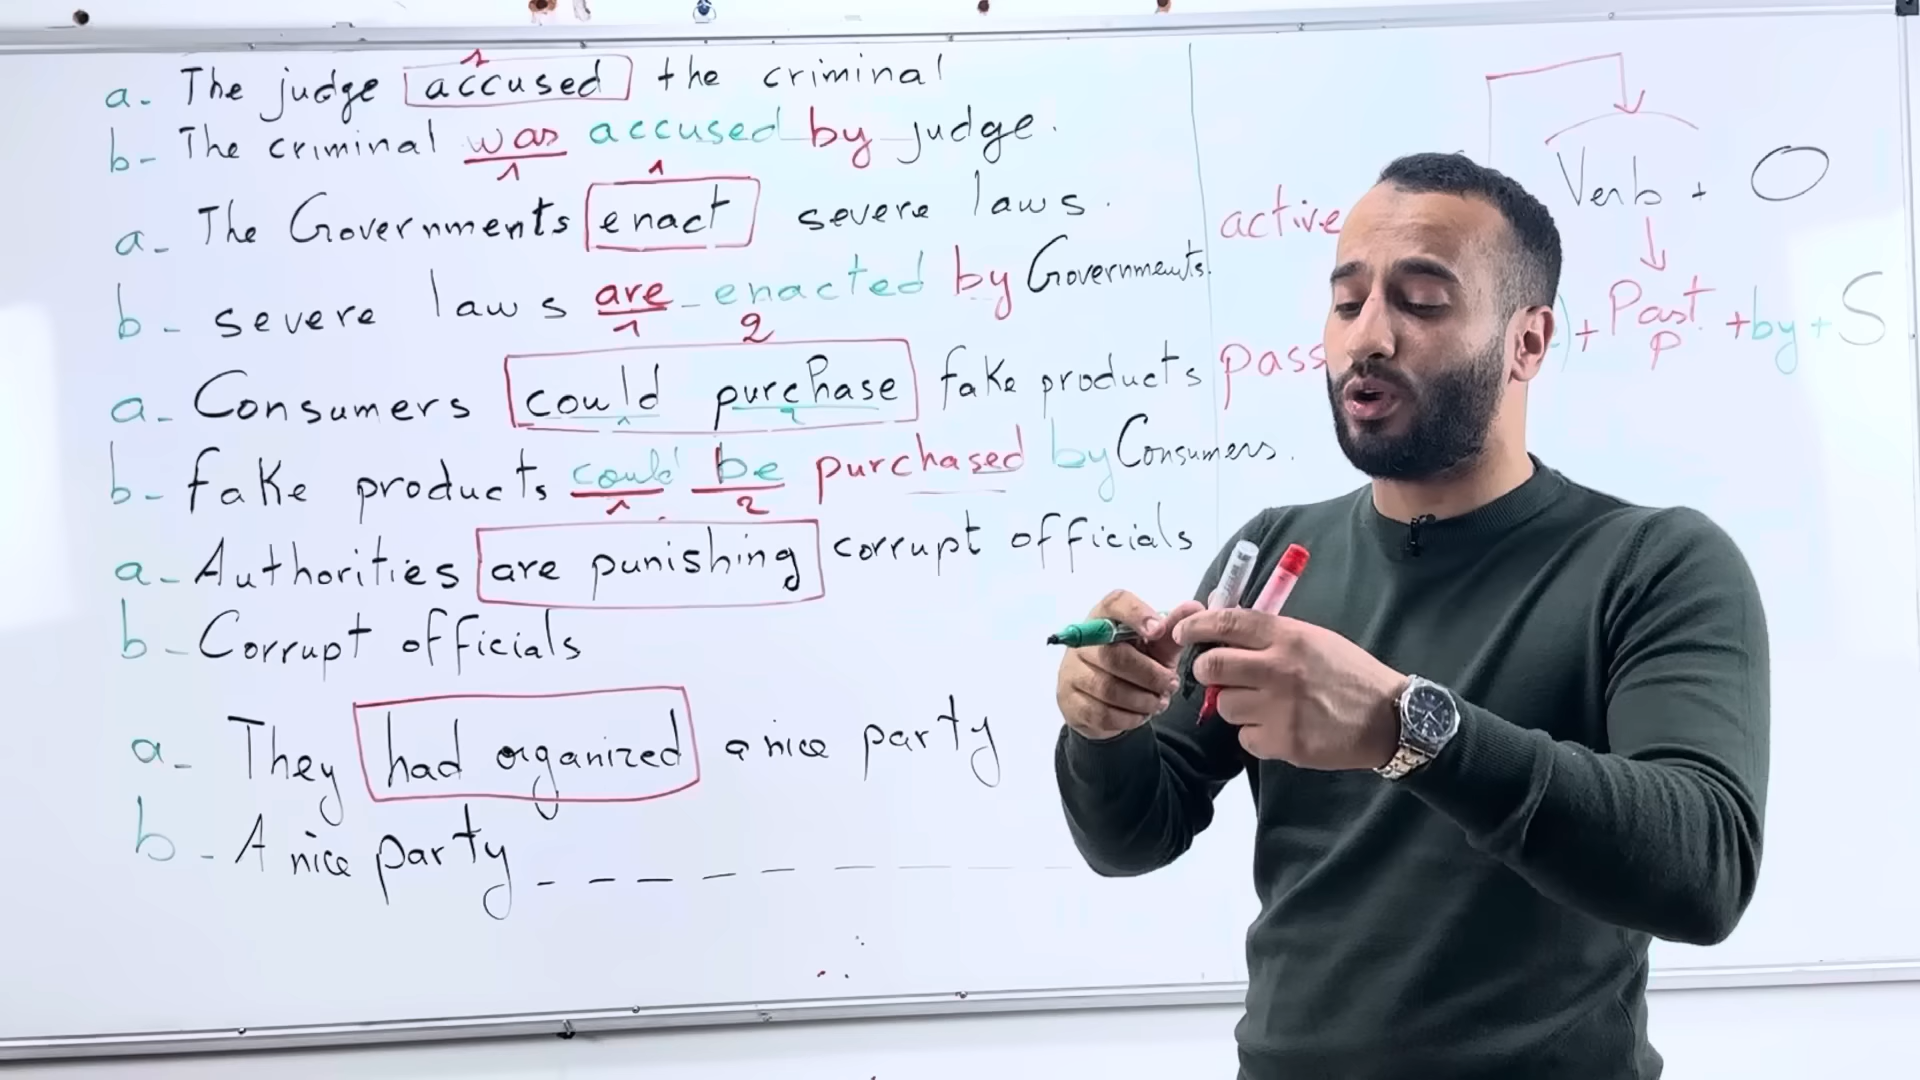 a- The judge accused the criminal
b- The criminal was accused by judge.
a- The Governments enact severe laws.
b- severe laws are enacted by Governments.
a- Consumers could purchase fake products
b- fake products could be purchased by Consumers.
a- Authorities are punishing corrupt officials
b- Corrupt officials
a- They had organized a nice party
b- A nice party
active Verb + O
pass + Past P + by + S